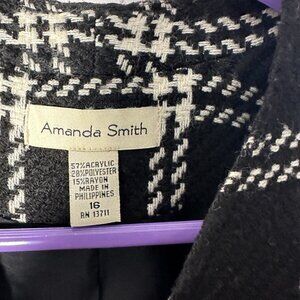 Amanda Smith
57%ACRYLIC
28%POLYESTER
15%RAYON
MADE IN
PHILIPPINES
16
RN 13711